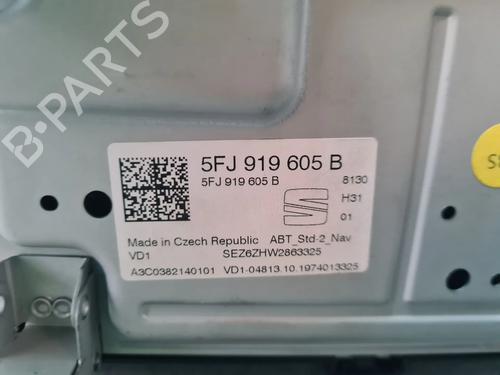 B-PARTS
5FJ 919 605 B
5FJ 919 605 B 8130
H31
01
Made in Czech Republic ABT_Std-2_Nav
VD1 SEZ6ZHW2863325
A3C0382140101 VD1-04813.10.1974013325